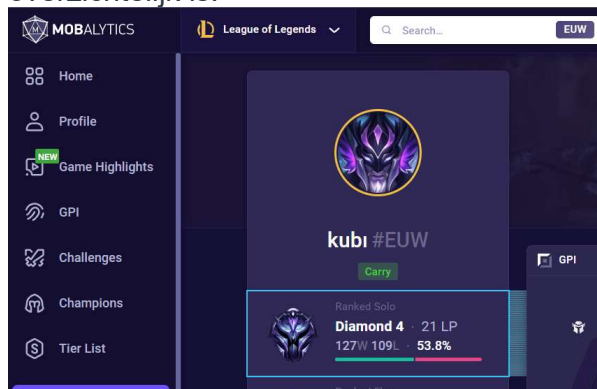 MOBALYTICS
League of Legends
Search...
EUW
Home
Profile
NEW
Game Highlights
GPI
Challenges
Champions
Tier List
kubı #EUW
Carry
Ranked Solo
Diamond 4 · 21 LP
127W 109L · 53.8%
GPI